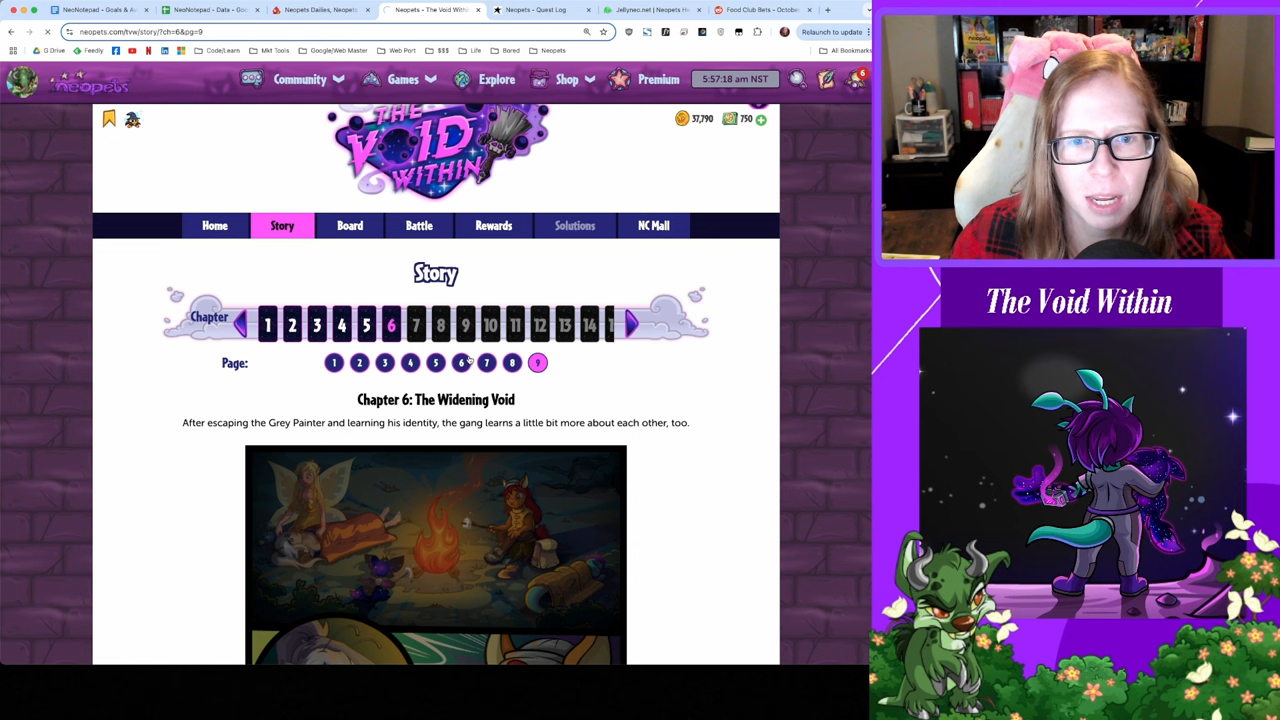 NeoNotepad - Goals & Av
NeoNotepad - Data - Goo
Neopets Dailies, Neopets
Neopets - The Void With
Neopets - Quest Log
Jellyneo.net | Neopets H
Food Club Bets - October
neopets.com/tvw/story/?ch=6&pg=9
Relaunch to update
G Drive
Feedly
Code/Learn
Mkt Tools
Google/Web Master
Web Port
$$$
Life
Bored
Neopets
All Bookmarks
neopets
Community
Games
Explore
Shop
Premium
5:57:18 am NST
6
THE
VOID
WITHIN
37,790
750
Home
Story
Board
Battle
Rewards
Solutions
NC Mall
Story
Chapter
1 2 3 4 5 6 7 8 9 10 11 12 13 14 1
Page:
1 2 3 4 5 6 7 8 9
Chapter 6: The Widening Void
After escaping the Grey Painter and learning his identity, the gang learns a little bit more about each other, too.
The Void Within